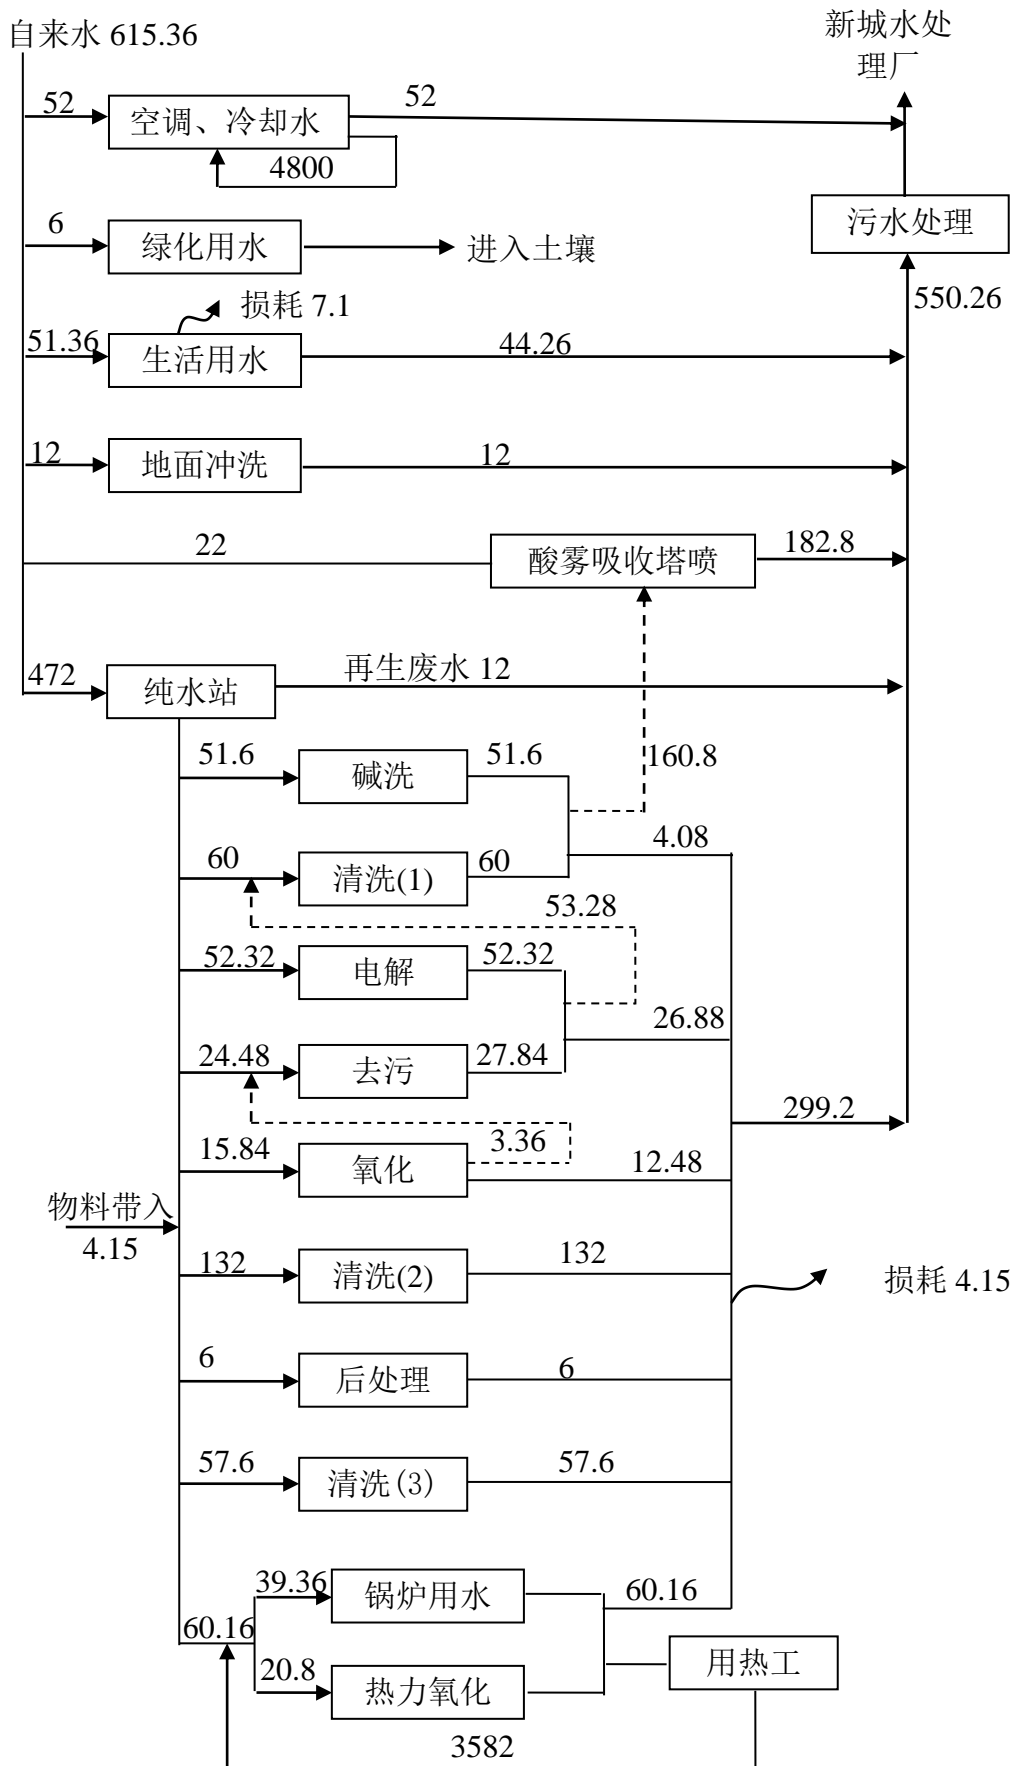 自来水 615.36
新城水处
理厂
52
空调、冷却水
52
4800
6
绿化用水
进入土壤
污水处理
550.26
损耗 7.1
51.36
生活用水
44.26
12
地面冲洗
12
22
酸雾吸收塔喷
182.8
472
纯水站
再生废水 12
51.6
碱洗
51.6
160.8
60
清洗(1)
60
4.08
53.28
52.32
电解
52.32
26.88
24.48
去污
27.84
299.2
15.84
氧化
3.36
12.48
物料带入
4.15
132
清洗(2)
132
损耗 4.15
6
后处理
6
57.6
清洗(3)
57.6
39.36
锅炉用水
60.16
60.16
用热工
20.8
热力氧化
3582